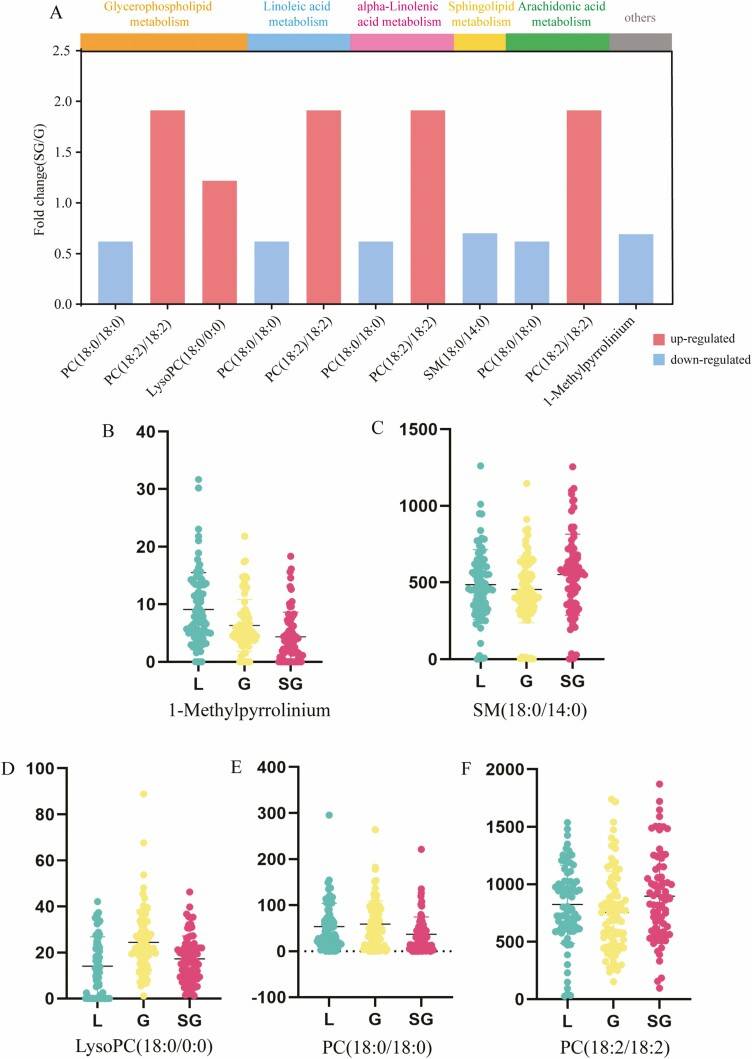 A
Glycerophospholipid metabolism
Linoleic acid metabolism
alpha-Linolenic acid metabolism
Sphingolipid metabolism
Arachidonic acid metabolism
others
Fold change(SG/G)
2.5
2.0
1.5
1.0
0.5
0.0
PC(18:0/18:0)
PC(18:2)/18:2)
LysoPC(18:0/0:0)
PC(18:0/18:0)
PC(18:2)/18:2)
PC(18:0/18:0)
PC(18:2)/18:2)
SM(18:0/14:0)
PC(18:0/18:0)
PC(18:2)/18:2)
1-Methylpyrrolinium
up-regulated
down-regulated
B
40
30
20
10
0
L G SG
1-Methylpyrrolinium
C
1500
1000
500
0
L G SG
SM(18:0/14:0)
D
100
80
60
40
20
0
L G SG
LysoPC(18:0/0:0)
E
400
300
200
100
0
-100
L G SG
PC(18:0/18:0)
F
2000
1500
1000
500
0
L G SG
PC(18:2/18:2)